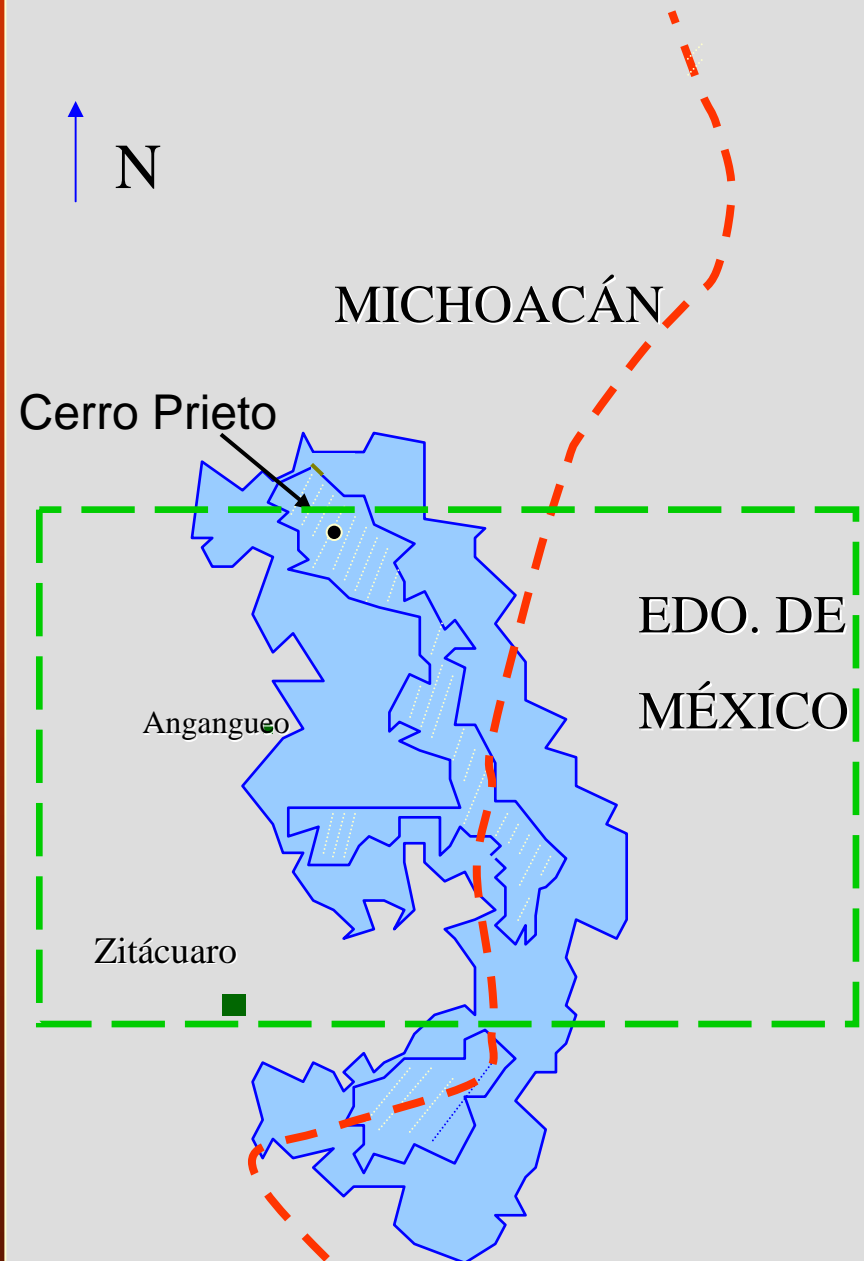 N
MICHOACÁN
Cerro Prieto
EDO. DE
MÉXICO
Angangueo
Zitácuaro